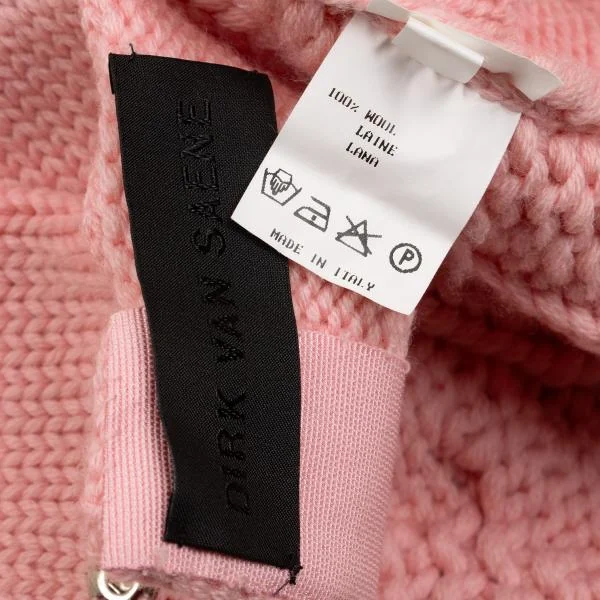 DIRK VAN SAENE
100% WOOL
LAINE
LANA
P
MADE IN ITALY